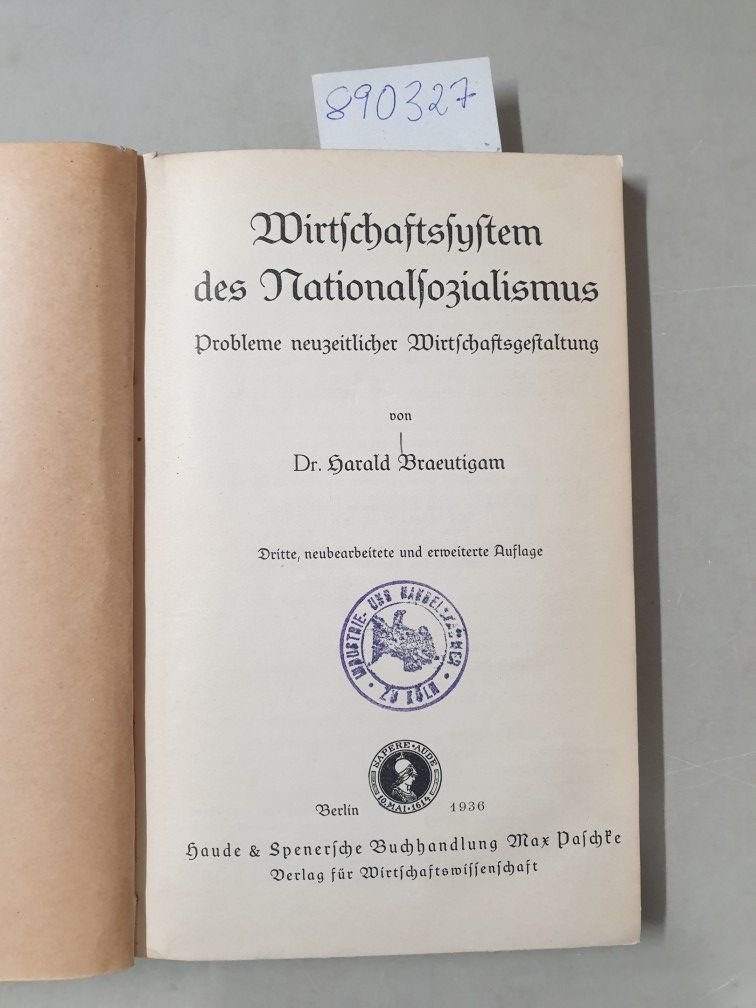 890327
Wirtschaftssystem
des Nationalsozialismus
Probleme neuzeitlicher Wirtschaftsgestaltung
von
Dr. Harald Braeutigam
Dritte, neubearbeitete und erweiterte Auflage
INDUSTRIE- UND HANDELSKAMMER • ZU KÖLN •
SAPERE • AUDE
10. MAI • 1614
Berlin 1936
Haude & Spenersche Buchhandlung Max Paschke
Verlag für Wirtschaftswissenschaft